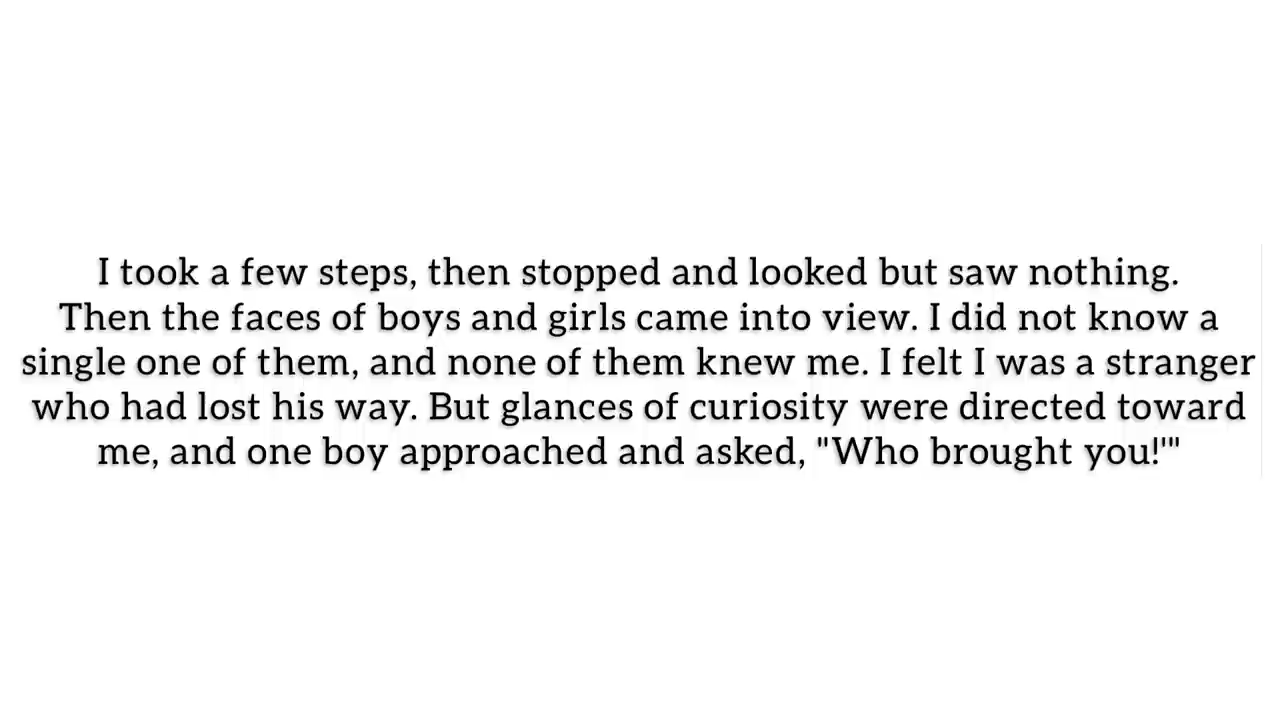 I took a few steps, then stopped and looked but saw nothing.
Then the faces of boys and girls came into view. I did not know a
single one of them, and none of them knew me. I felt I was a stranger
who had lost his way. But glances of curiosity were directed toward
me, and one boy approached and asked, "Who brought you!'"